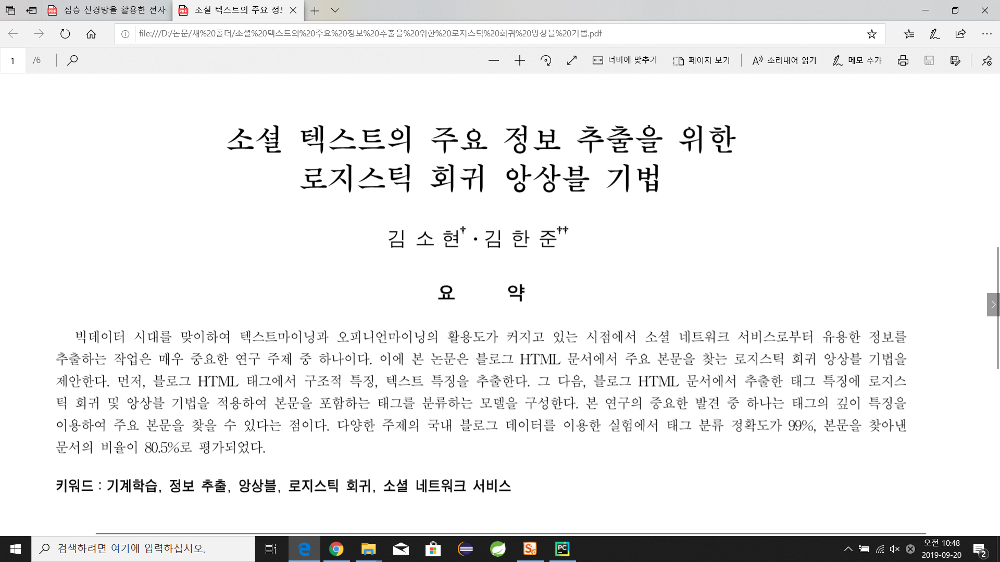 심층 신경망을 활용한 전자
소셜 텍스트의 주요 정보
file:///D:/논문/새%20폴더/소셜%20텍스트의%20주요%20정보%20추출을%20위한%20로지스틱%20회귀%20앙상블%20기법.pdf
1 /6 너비에 맞추기 페이지 보기 소리내어 읽기 메모 추가
소셜 텍스트의 주요 정보 추출을 위한
로지스틱 회귀 앙상블 기법
김 소 현† · 김 한 준††
요 약
빅데이터 시대를 맞이하여 텍스트마이닝과 오피니언마이닝의 활용도가 커지고 있는 시점에서 소셜 네트워크 서비스로부터 유용한 정보를
추출하는 작업은 매우 중요한 연구 주제 중 하나이다. 이에 본 논문은 블로그 HTML 문서에서 주요 본문을 찾는 로지스틱 회귀 앙상블 기법을
제안한다. 먼저, 블로그 HTML 태그에서 구조적 특징, 텍스트 특징을 추출한다. 그 다음, 블로그 HTML 문서에서 추출한 태그 특징에 로지스
틱 회귀 및 앙상블 기법을 적용하여 본문을 포함하는 태그를 분류하는 모델을 구성한다. 본 연구의 중요한 발견 중 하나는 태그의 깊이 특징을
이용하여 주요 본문을 찾을 수 있다는 점이다. 다양한 주제의 국내 블로그 데이터를 이용한 실험에서 태그 분류 정확도가 99%, 본문을 찾아낸
문서의 비율이 80.5%로 평가되었다.
키워드 : 기계학습, 정보 추출, 앙상블, 로지스틱 회귀, 소셜 네트워크 서비스
검색하려면 여기에 입력하십시오.
오전 10:48
2019-09-20
2